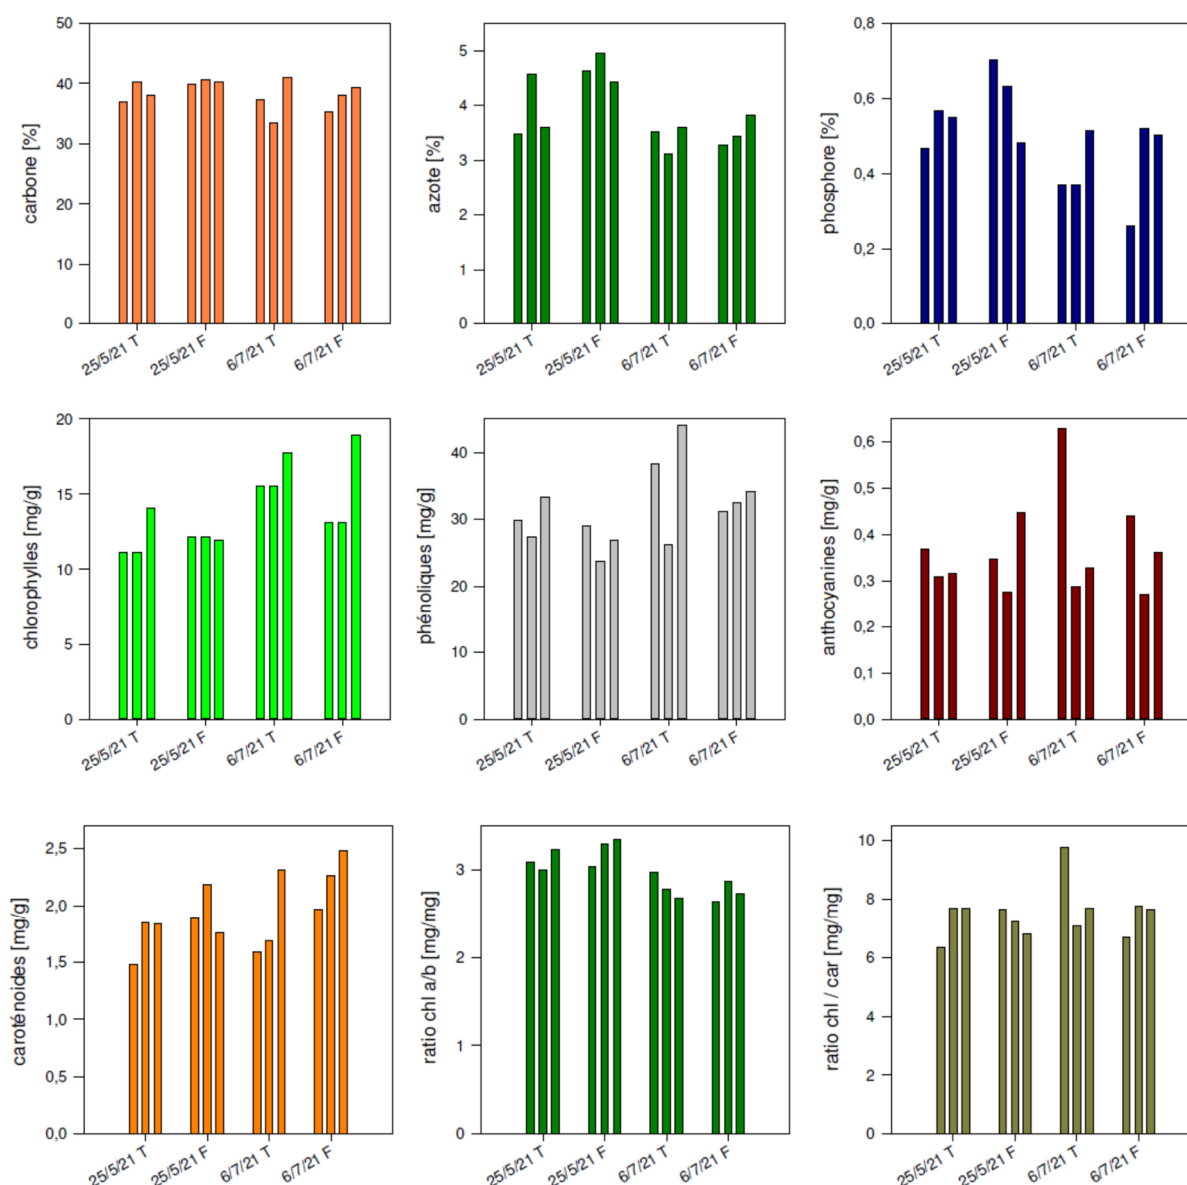 carbone [%]
50
40
30
20
10
0
25/5/21 T
25/5/21 F
6/7/21 T
6/7/21 F
azote [%]
5
4
3
2
1
0
25/5/21 T
25/5/21 F
6/7/21 T
6/7/21 F
phosphore [%]
0,8
0,6
0,4
0,2
0,0
25/5/21 T
25/5/21 F
6/7/21 T
6/7/21 F
chlorophylles [mg/g]
20
15
10
5
0
25/5/21 T
25/5/21 F
6/7/21 T
6/7/21 F
phénoliques [mg/g]
40
30
20
10
0
25/5/21 T
25/5/21 F
6/7/21 T
6/7/21 F
anthocyanines [mg/g]
0,6
0,5
0,4
0,3
0,2
0,1
0,0
25/5/21 T
25/5/21 F
6/7/21 T
6/7/21 F
caroténoides [mg/g]
2,5
2,0
1,5
1,0
0,5
0,0
25/5/21 T
25/5/21 F
6/7/21 T
6/7/21 F
ratio chl a/b [mg/mg]
3
2
1
0
25/5/21 T
25/5/21 F
6/7/21 T
6/7/21 F
ratio chl / car [mg/mg]
10
8
6
4
2
0
25/5/21 T
25/5/21 F
6/7/21 T
6/7/21 F